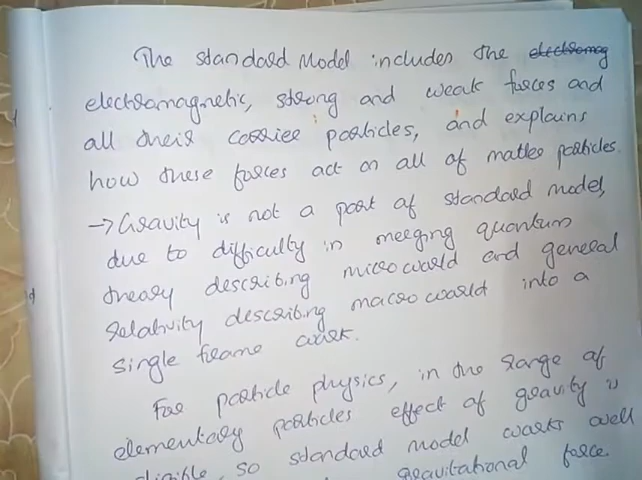 The standard Model includes the electromag
electromagnetic, strong and weak forces and
all their carrier particles, and explains
how these forces act on all of matter particles.
→ Gravity is not a part of standard model,
due to difficulty in merging quantum
theory describing microworld and general
relativity describing macroworld into a
single frame work.
For particle physics, in the range of
elementary particles effect of gravity is
so standard model works well
gravitational force